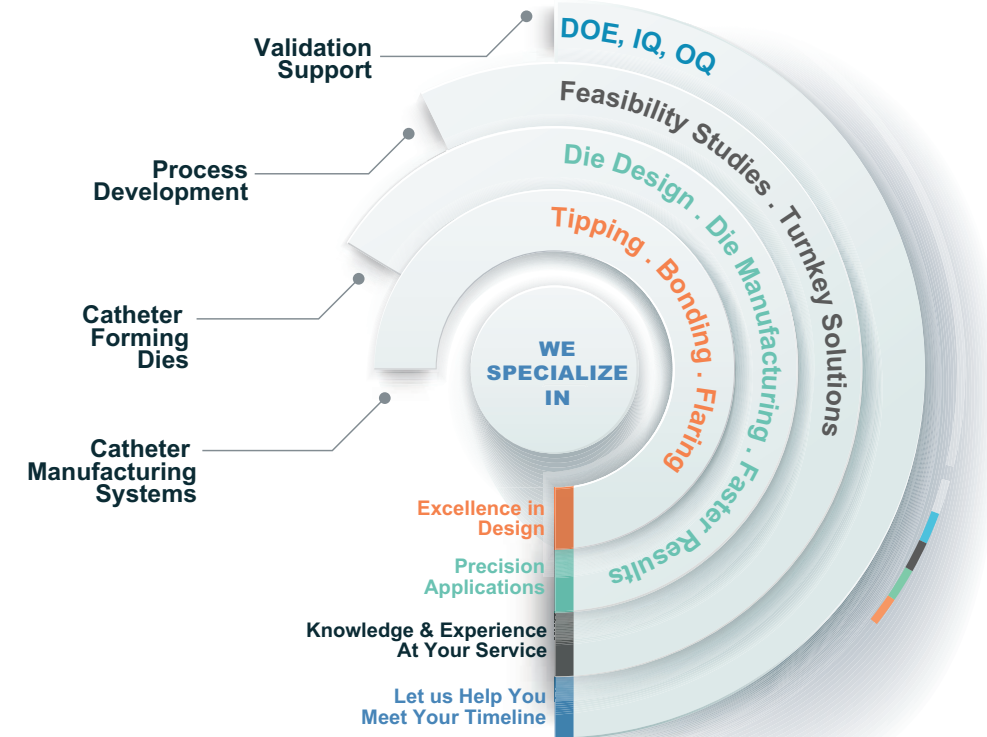 Validation
Support
DOE, IQ, OQ
Process
Development
Feasibility Studies . Turnkey Solutions
Catheter
Forming
Dies
Die Design . Die Manufacturing . Faster Results
Catheter
Manufacturing
Systems
Tipping . Bonding . Flaring
WE
SPECIALIZE
IN
Excellence in
Design
Precision
Applications
Knowledge & Experience
At Your Service
Let us Help You
Meet Your Timeline